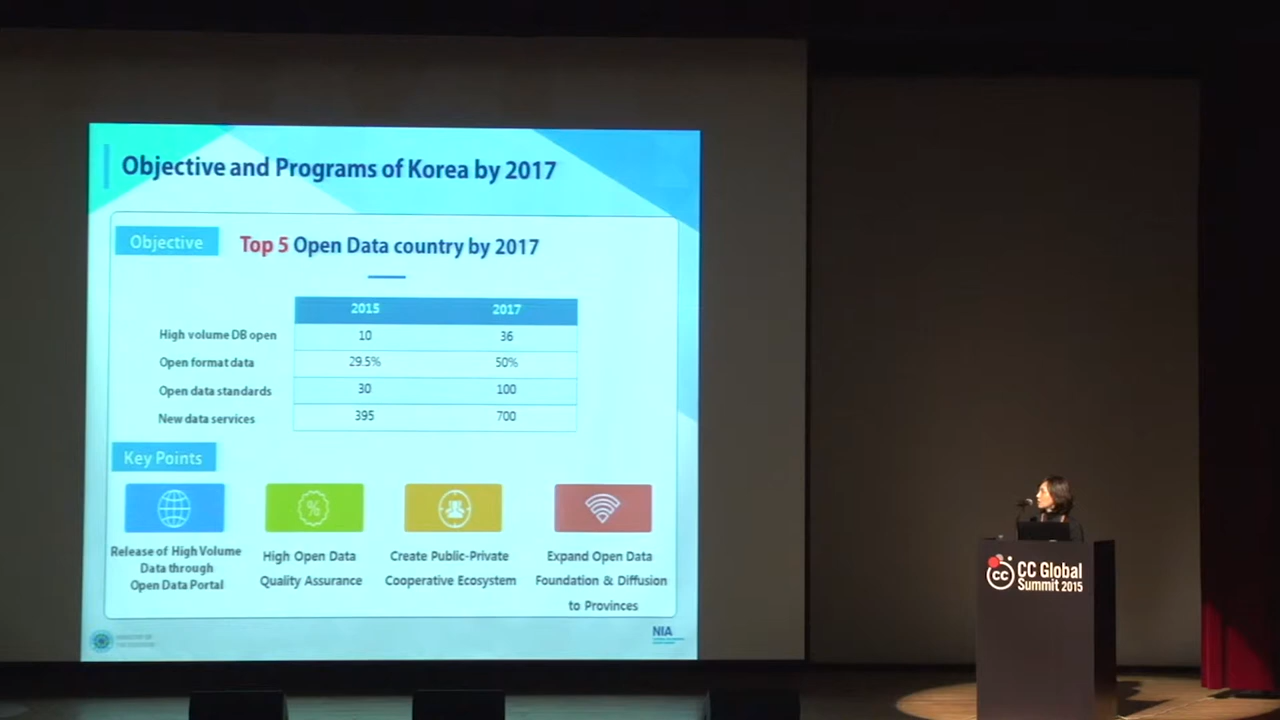 Objective and Programs of Korea by 2017
Objective
Top 5 Open Data country by 2017
2015 2017
High volume DB open 10 36
Open format data 29.5% 50%
Open data standards 30 100
New data services 395 700
Key Points
%
Release of High Volume
Data through
Open Data Portal
High Open Data
Quality Assurance
Create Public-Private
Cooperative Ecosystem
Expand Open Data
Foundation & Diffusion
to Provinces
NIA
cc
CC Global
Summit 2015